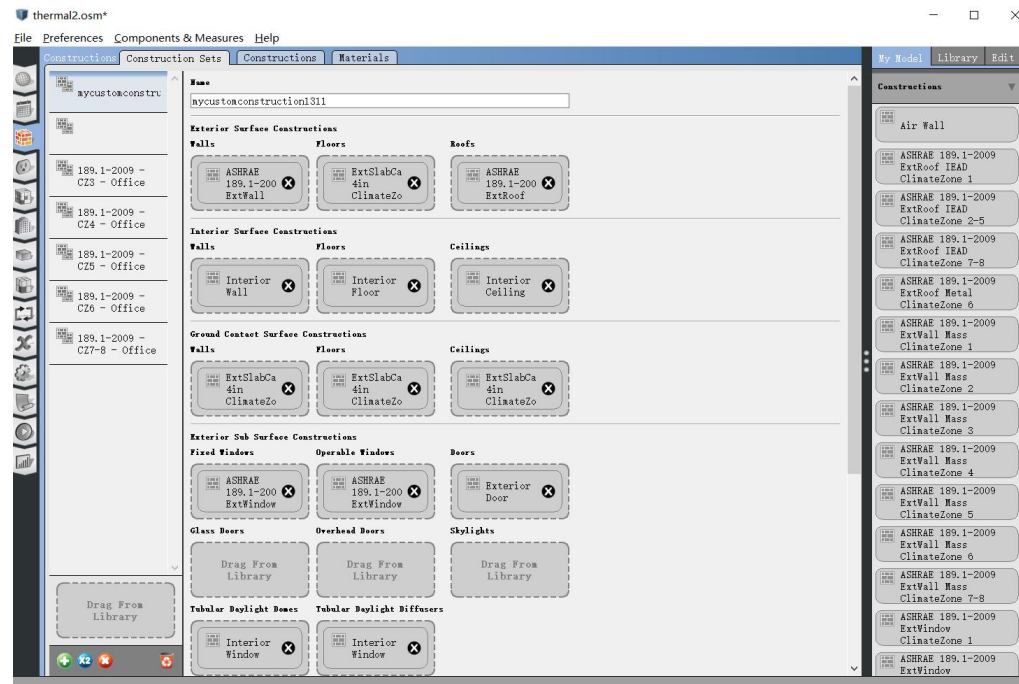 thermal2.osm*
File Preferences Components & Measures Help
Constructions Construction Sets Constructions Materials
My Model Library Edit
mycustomconstru
189.1-2009 -
CZ3 - Office
189.1-2009 -
CZ4 - Office
189.1-2009 -
CZ5 - Office
189.1-2009 -
CZ6 - Office
189.1-2009 -
CZ7-8 - Office
Drag From
Library
X2
Name
mycustomconstruction1311
Exterior Surface Constructions
Walls Floors Roofs
ASHRAE
189.1-200
ExtWall
ExtSlabCa
4in
ClimateZo
ASHRAE
189.1-200
ExtRoof
Interior Surface Constructions
Walls Floors Ceilings
Interior
Wall
Interior
Floor
Interior
Ceiling
Ground Contact Surface Constructions
Walls Floors Ceilings
ExtSlabCa
4in
ClimateZo
ExtSlabCa
4in
ClimateZo
ExtSlabCa
4in
ClimateZo
Exterior Sub Surface Constructions
Fixed Windows Operable Windows Doors
ASHRAE
189.1-200
ExtWindow
ASHRAE
189.1-200
ExtWindow
Exterior
Door
Glass Doors Overhead Doors Skylights
Drag From
Library
Drag From
Library
Drag From
Library
Tubular Daylight Domes Tubular Daylight Diffusers
Interior
Window
Interior
Window
Constructions
Air Wall
ASHRAE 189.1-2009
ExtRoof IEAD
ClimateZone 1
ASHRAE 189.1-2009
ExtRoof IEAD
ClimateZone 2-5
ASHRAE 189.1-2009
ExtRoof IEAD
ClimateZone 7-8
ASHRAE 189.1-2009
ExtRoof Metal
ClimateZone 6
ASHRAE 189.1-2009
ExtWall Mass
ClimateZone 1
ASHRAE 189.1-2009
ExtWall Mass
ClimateZone 2
ASHRAE 189.1-2009
ExtWall Mass
ClimateZone 3
ASHRAE 189.1-2009
ExtWall Mass
ClimateZone 4
ASHRAE 189.1-2009
ExtWall Mass
ClimateZone 5
ASHRAE 189.1-2009
ExtWall Mass
ClimateZone 6
ASHRAE 189.1-2009
ExtWall Mass
ClimateZone 7-8
ASHRAE 189.1-2009
ExtWindow
ClimateZone 1
ASHRAE 189.1-2009
ExtWindow